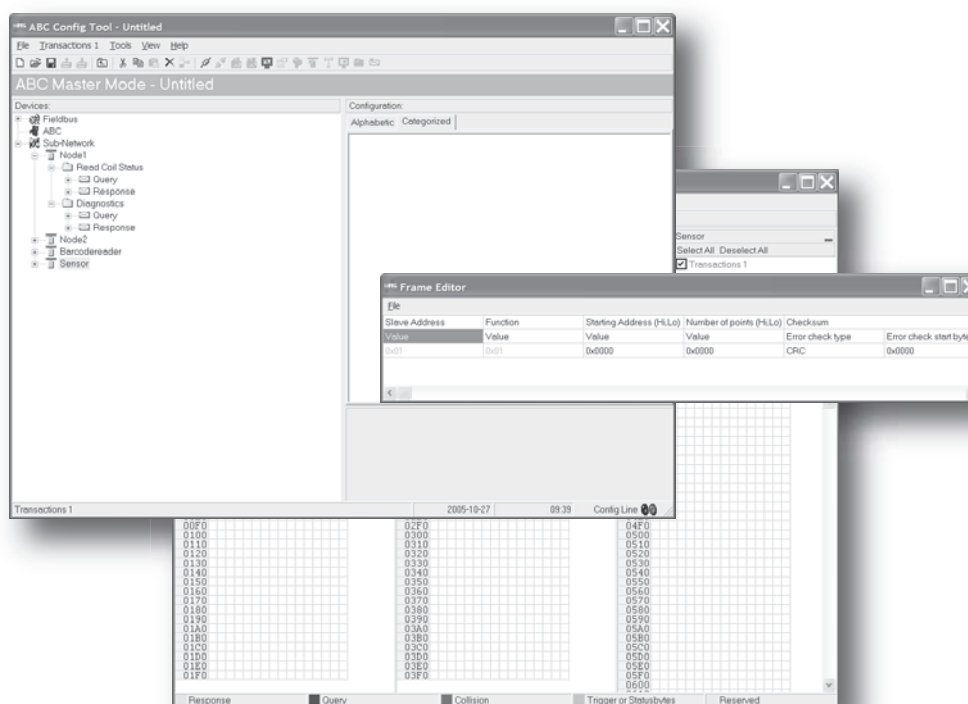 ABC Config Tool - Untitled
File Transactions 1 Tools View Help
ABC Master Mode - Untitled
Devices:
Fieldbus
ABC
Sub-Network
Node1
Read Coil Status
Query
Response
Diagnostics
Query
Response
Node2
Barcodereader
Sensor
Configuration:
Alphabetic Categorized
Transactions 1 2005-10-27 09:39 Config Line
Sensor
Select All Deselect All
Transactions 1
Frame Editor
File
Slave Address Function Starting Address (Hi,Lo) Number of points (Hi,Lo) Checksum
Value Value Value Value Error check type Error check start byte
0x01 0x01 0x0000 0x0000 CRC 0x0000
00F0 02F0 04F0
0100 0300 0500
0110 0310 0510
0120 0320 0520
0130 0330 0530
0140 0340 0540
0150 0350 0550
0160 0360 0560
0170 0370 0570
0180 0380 0580
0190 0390 0590
01A0 03A0 05A0
01B0 03B0 05B0
01C0 03C0 05C0
01D0 03D0 05D0
01E0 03E0 05E0
01F0 03F0 05F0
0600
Response Query Collision Trigger or Statusbytes Reserved